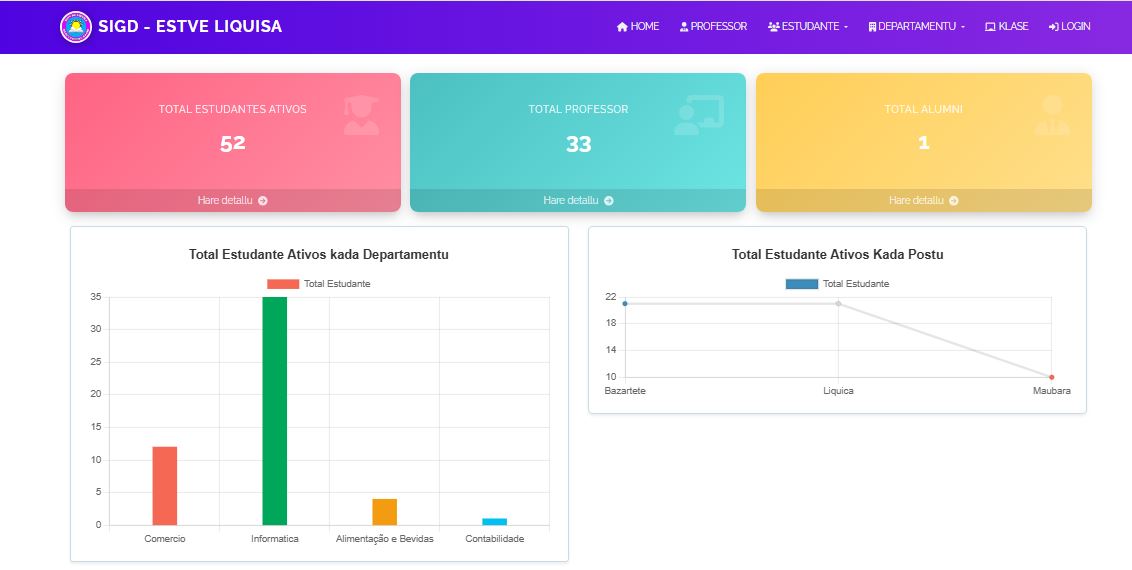 SIGD - ESTVE LIQUISA
HOME
PROFESSOR
ESTUDANTE
DEPARTAMENTU
KLASE
LOGIN
TOTAL ESTUDANTES ATIVOS
52
Hare detallu
TOTAL PROFESSOR
33
Hare detallu
TOTAL ALUMNI
1
Hare detallu
Total Estudante Ativos kada Departamentu
Total Estudante
35
30
25
20
15
10
5
0
Comercio
Informatica
Alimentação e Bevidas
Contabilidade
Total Estudante Ativos Kada Postu
Total Estudante
22
18
14
10
Bazartete
Liquica
Maubara